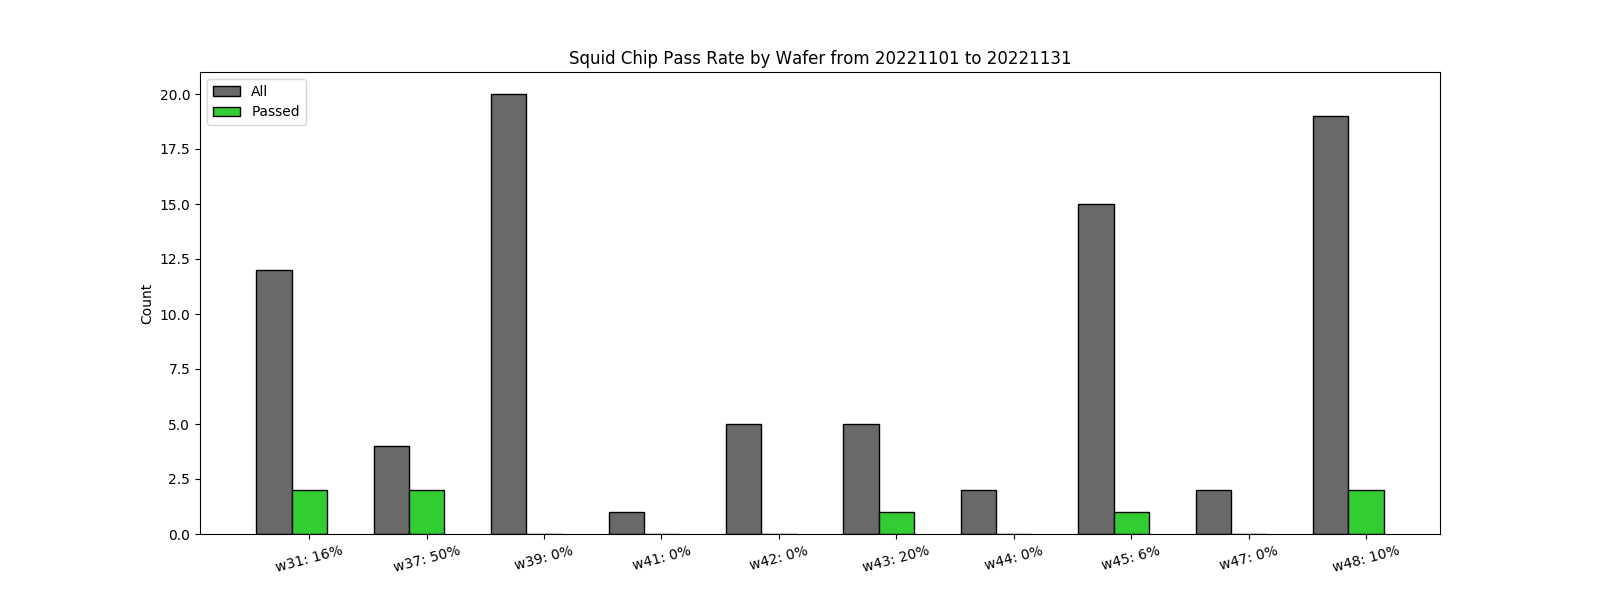 Squid Chip Pass Rate by Wafer from 20221101 to 20221131
All
Passed
20.0
17.5
15.0
12.5
10.0
7.5
5.0
2.5
0.0
Count
w31: 16%
w37: 50%
w39: 0%
w41: 0%
w42: 0%
w43: 20%
w44: 0%
w45: 6%
w47: 0%
w48: 10%